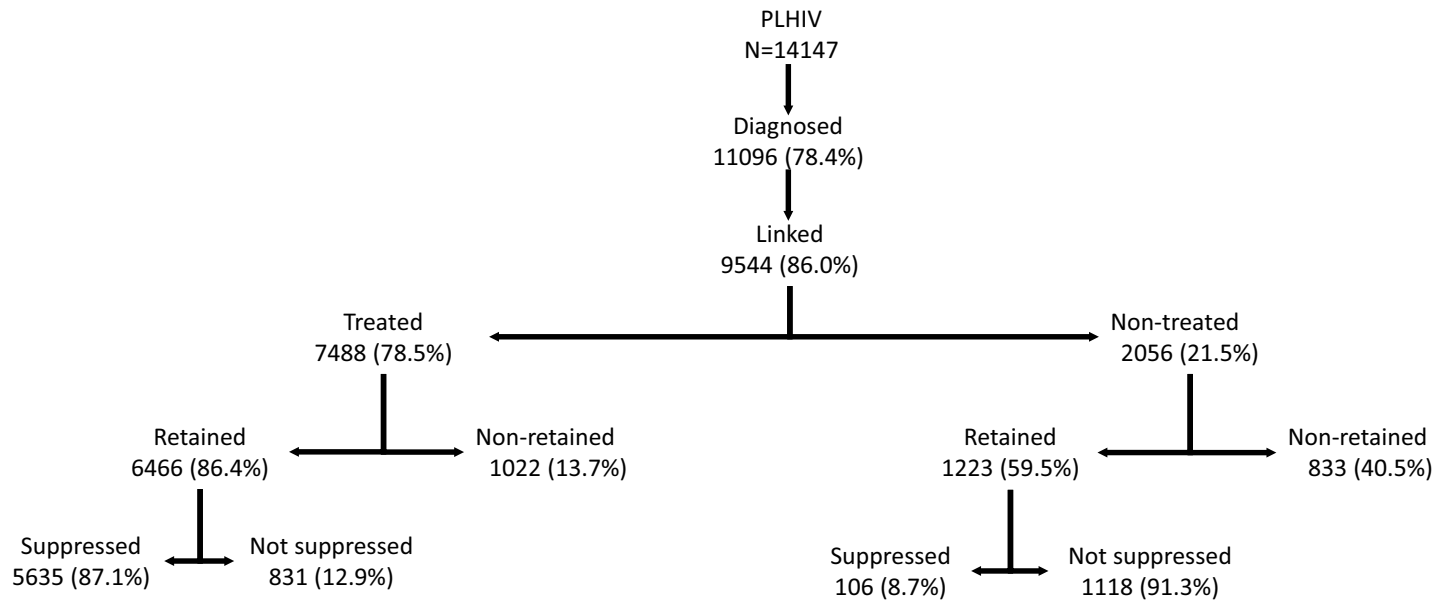 PLHIV
N=14147
Diagnosed
11096 (78.4%)
Linked
9544 (86.0%)
Treated
7488 (78.5%)
Non-treated
2056 (21.5%)
Retained
6466 (86.4%)
Non-retained
1022 (13.7%)
Retained
1223 (59.5%)
Non-retained
833 (40.5%)
Suppressed
5635 (87.1%)
Not suppressed
831 (12.9%)
Suppressed
106 (8.7%)
Not suppressed
1118 (91.3%)